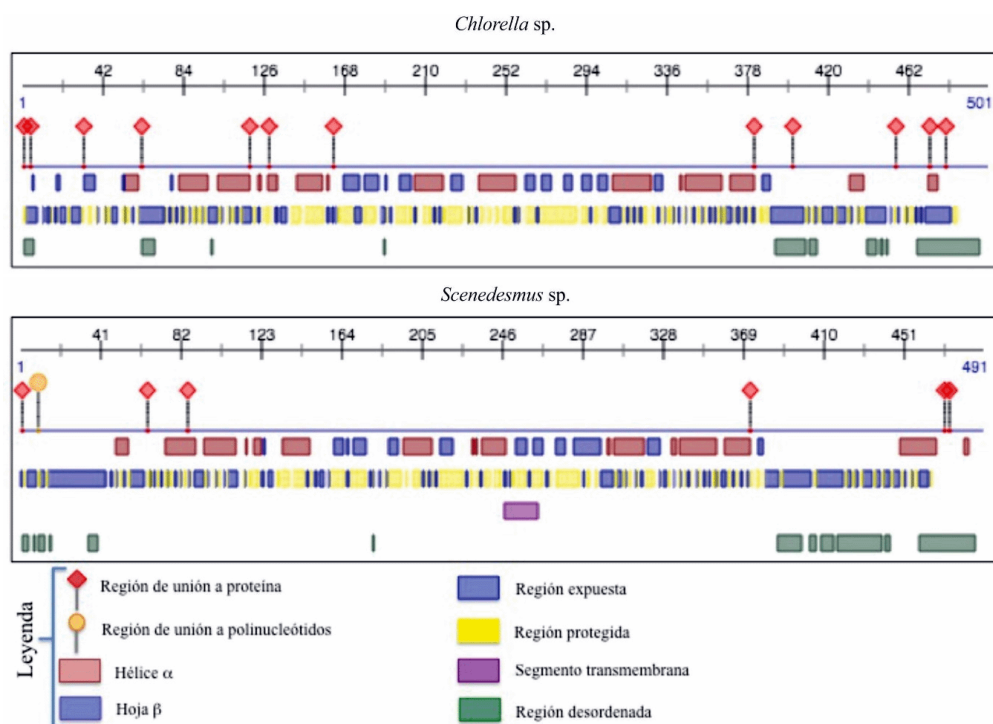 Chlorella sp.
42 84 126 168 210 252 294 336 378 420 462
1 501
Scenedesmus sp.
41 82 123 164 205 246 287 328 369 410 451
1 491
Leyenda
Región de unión a proteína
Región de unión a polinucleótidos
Hélice α
Hoja β
Región expuesta
Región protegida
Segmento transmembrana
Región desordenada